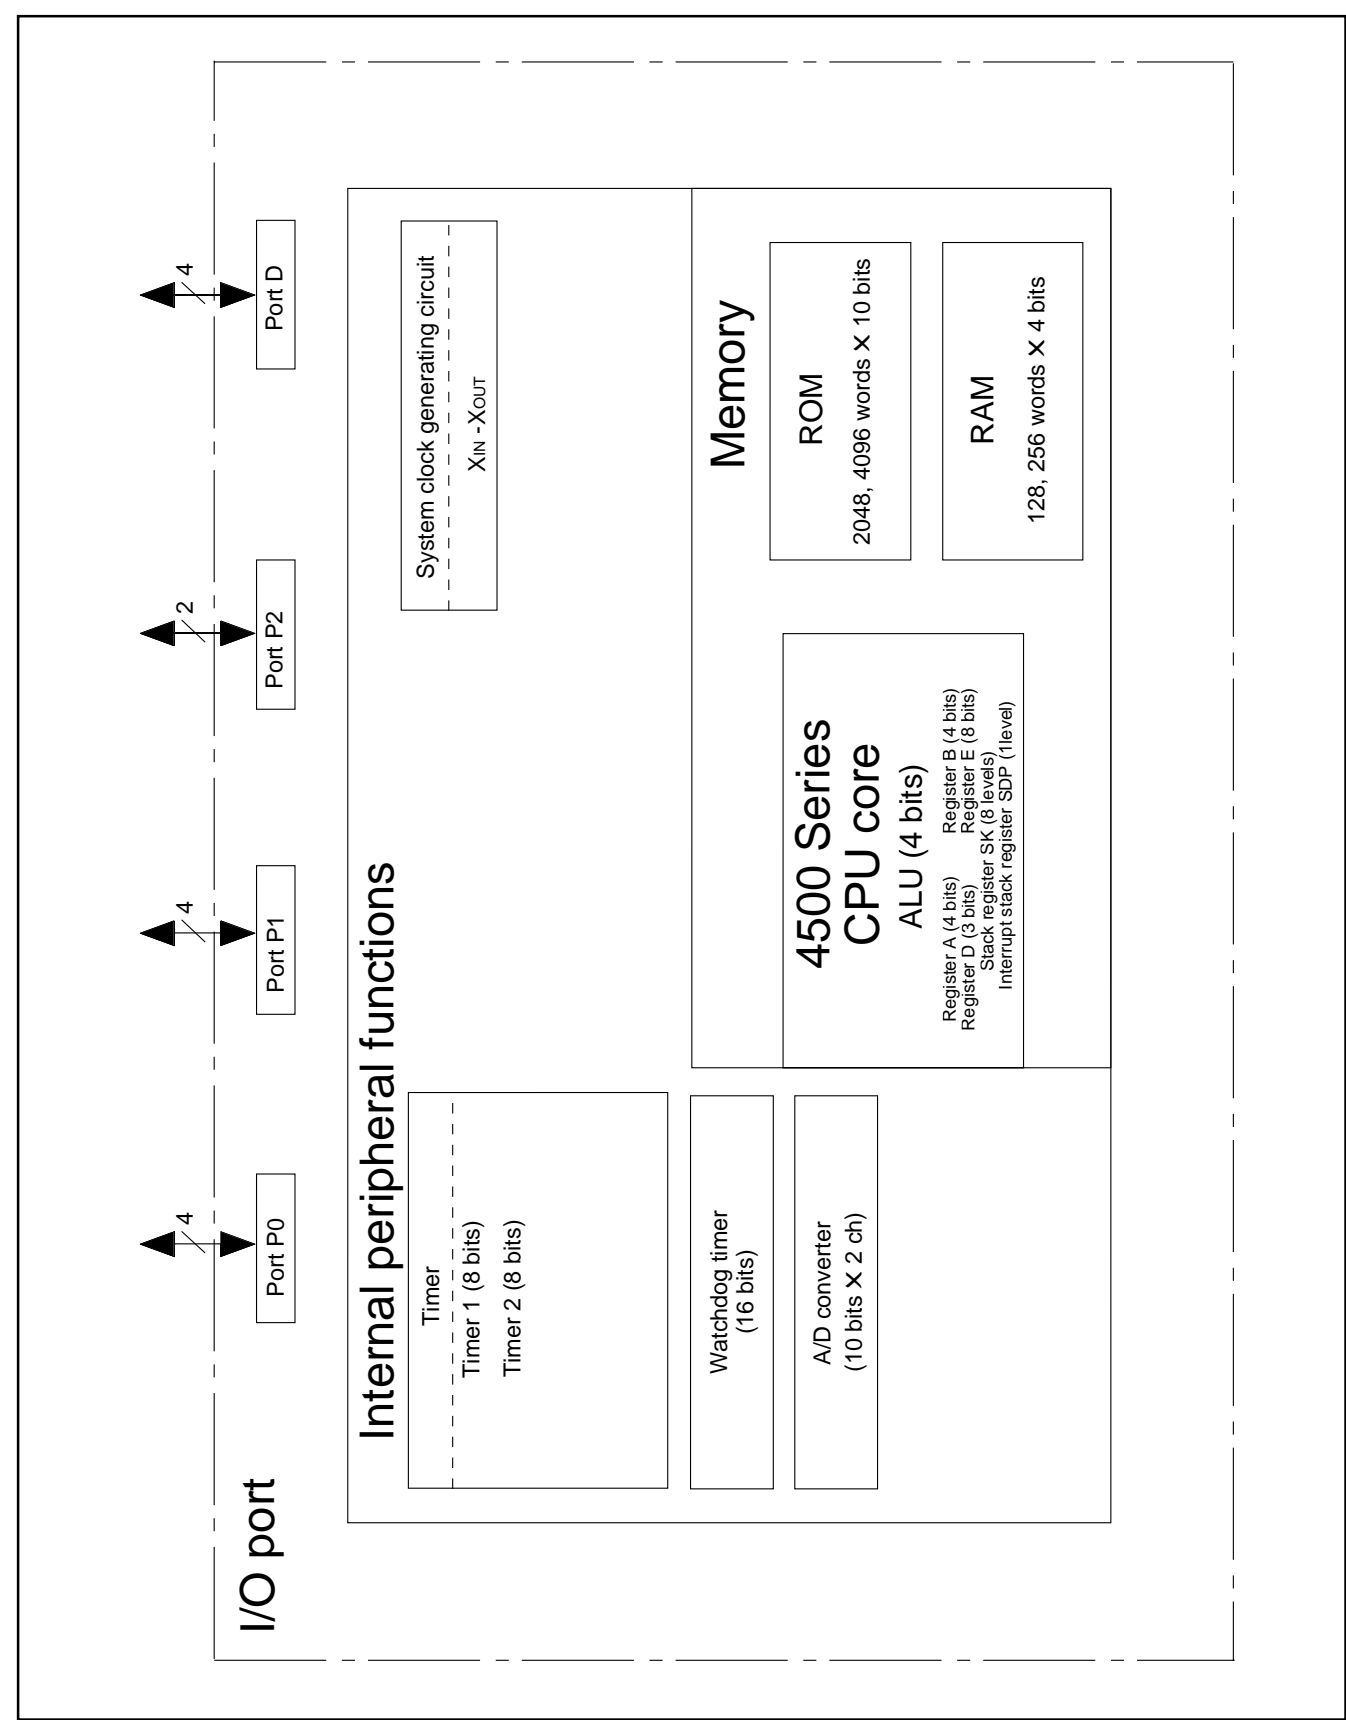 I/O port
4
4
2
4
Port P0
Port P1
Port P2
Port D
Internal peripheral functions
Timer
Timer 1 (8 bits)
Timer 2 (8 bits)
System clock generating circuit
XIN -XOUT
Watchdog timer
(16 bits)
A/D converter
(10 bits X 2 ch)
4500 Series
CPU core
ALU (4 bits)
Register A (4 bits) Register B (4 bits)
Register D (3 bits) Register E (8 bits)
Stack register SK (8 levels)
Interrupt stack register SDP (1level)
Memory
ROM
2048, 4096 words X 10 bits
RAM
128, 256 words X 4 bits